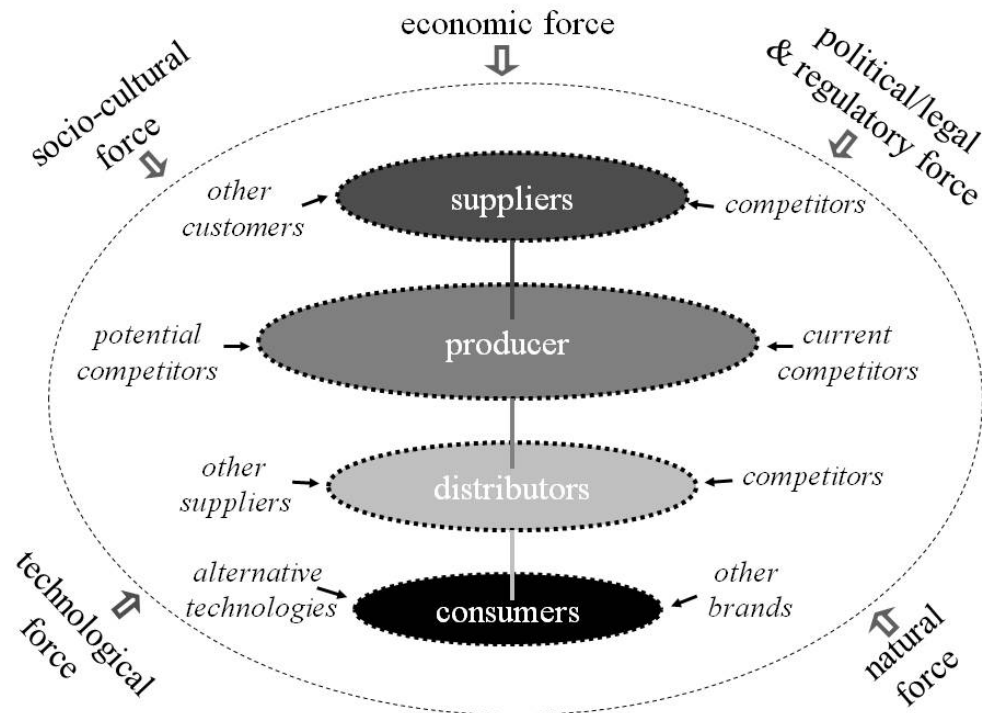 economic force
socio-cultural
force
political/legal
& regulatory force
other
customers
suppliers
competitors
potential
competitors
producer
current
competitors
other
suppliers
distributors
competitors
alternative
technologies
consumers
other
brands
technological
force
natural
force